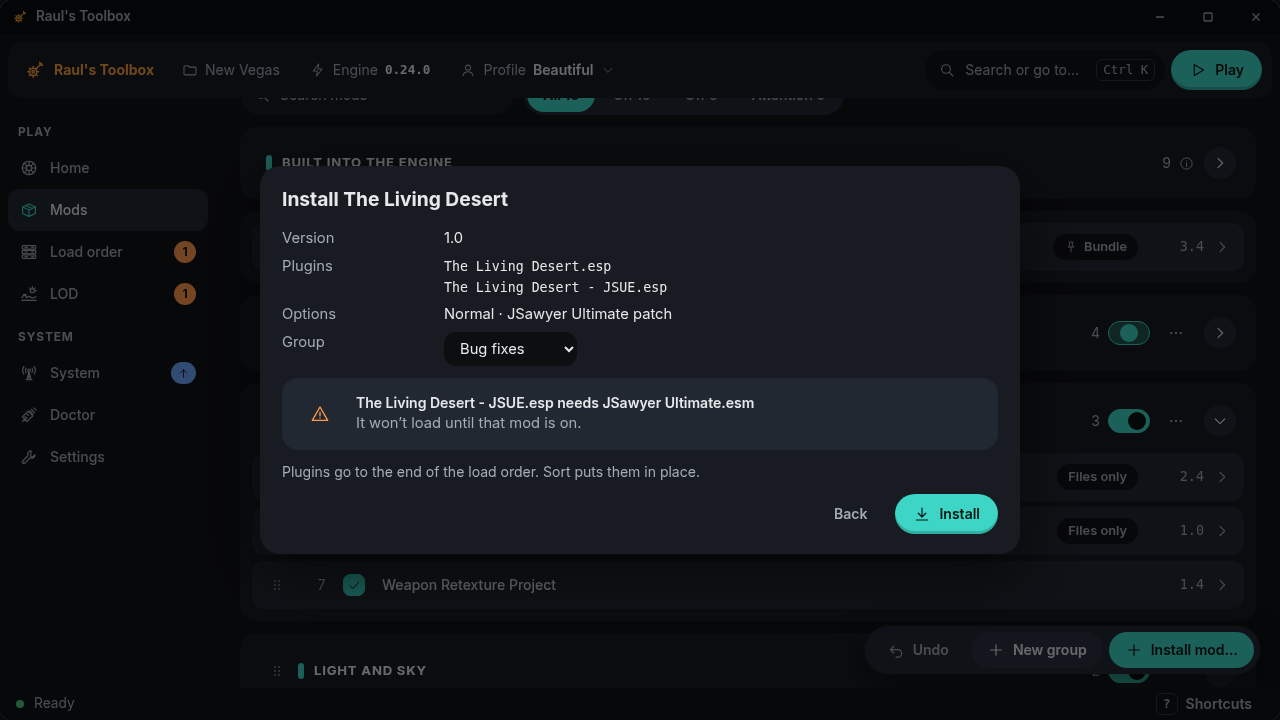 Raul's Toolbox
Raul's Toolbox
New Vegas
Engine 0.24.0
Profile Beautiful
Search or go to...
Ctrl K
Play
PLAY
Home
Mods
Load order
1
LOD
1
SYSTEM
System
Doctor
Settings
BUILT INTO THE ENGINE
9
Bundle
3.4
4
3
Install The Living Desert
Version
1.0
Plugins
The Living Desert.esp
The Living Desert - JSUE.esp
Options
Normal · JSawyer Ultimate patch
Group
Bug fixes
The Living Desert - JSUE.esp needs JSawyer Ultimate.esm
It won’t load until that mod is on.
Plugins go to the end of the load order. Sort puts them in place.
Back
Install
Files only
2.4
Files only
1.0
7
Weapon Retexture Project
1.4
LIGHT AND SKY
Undo
New group
Install mod...
Ready
?
Shortcuts